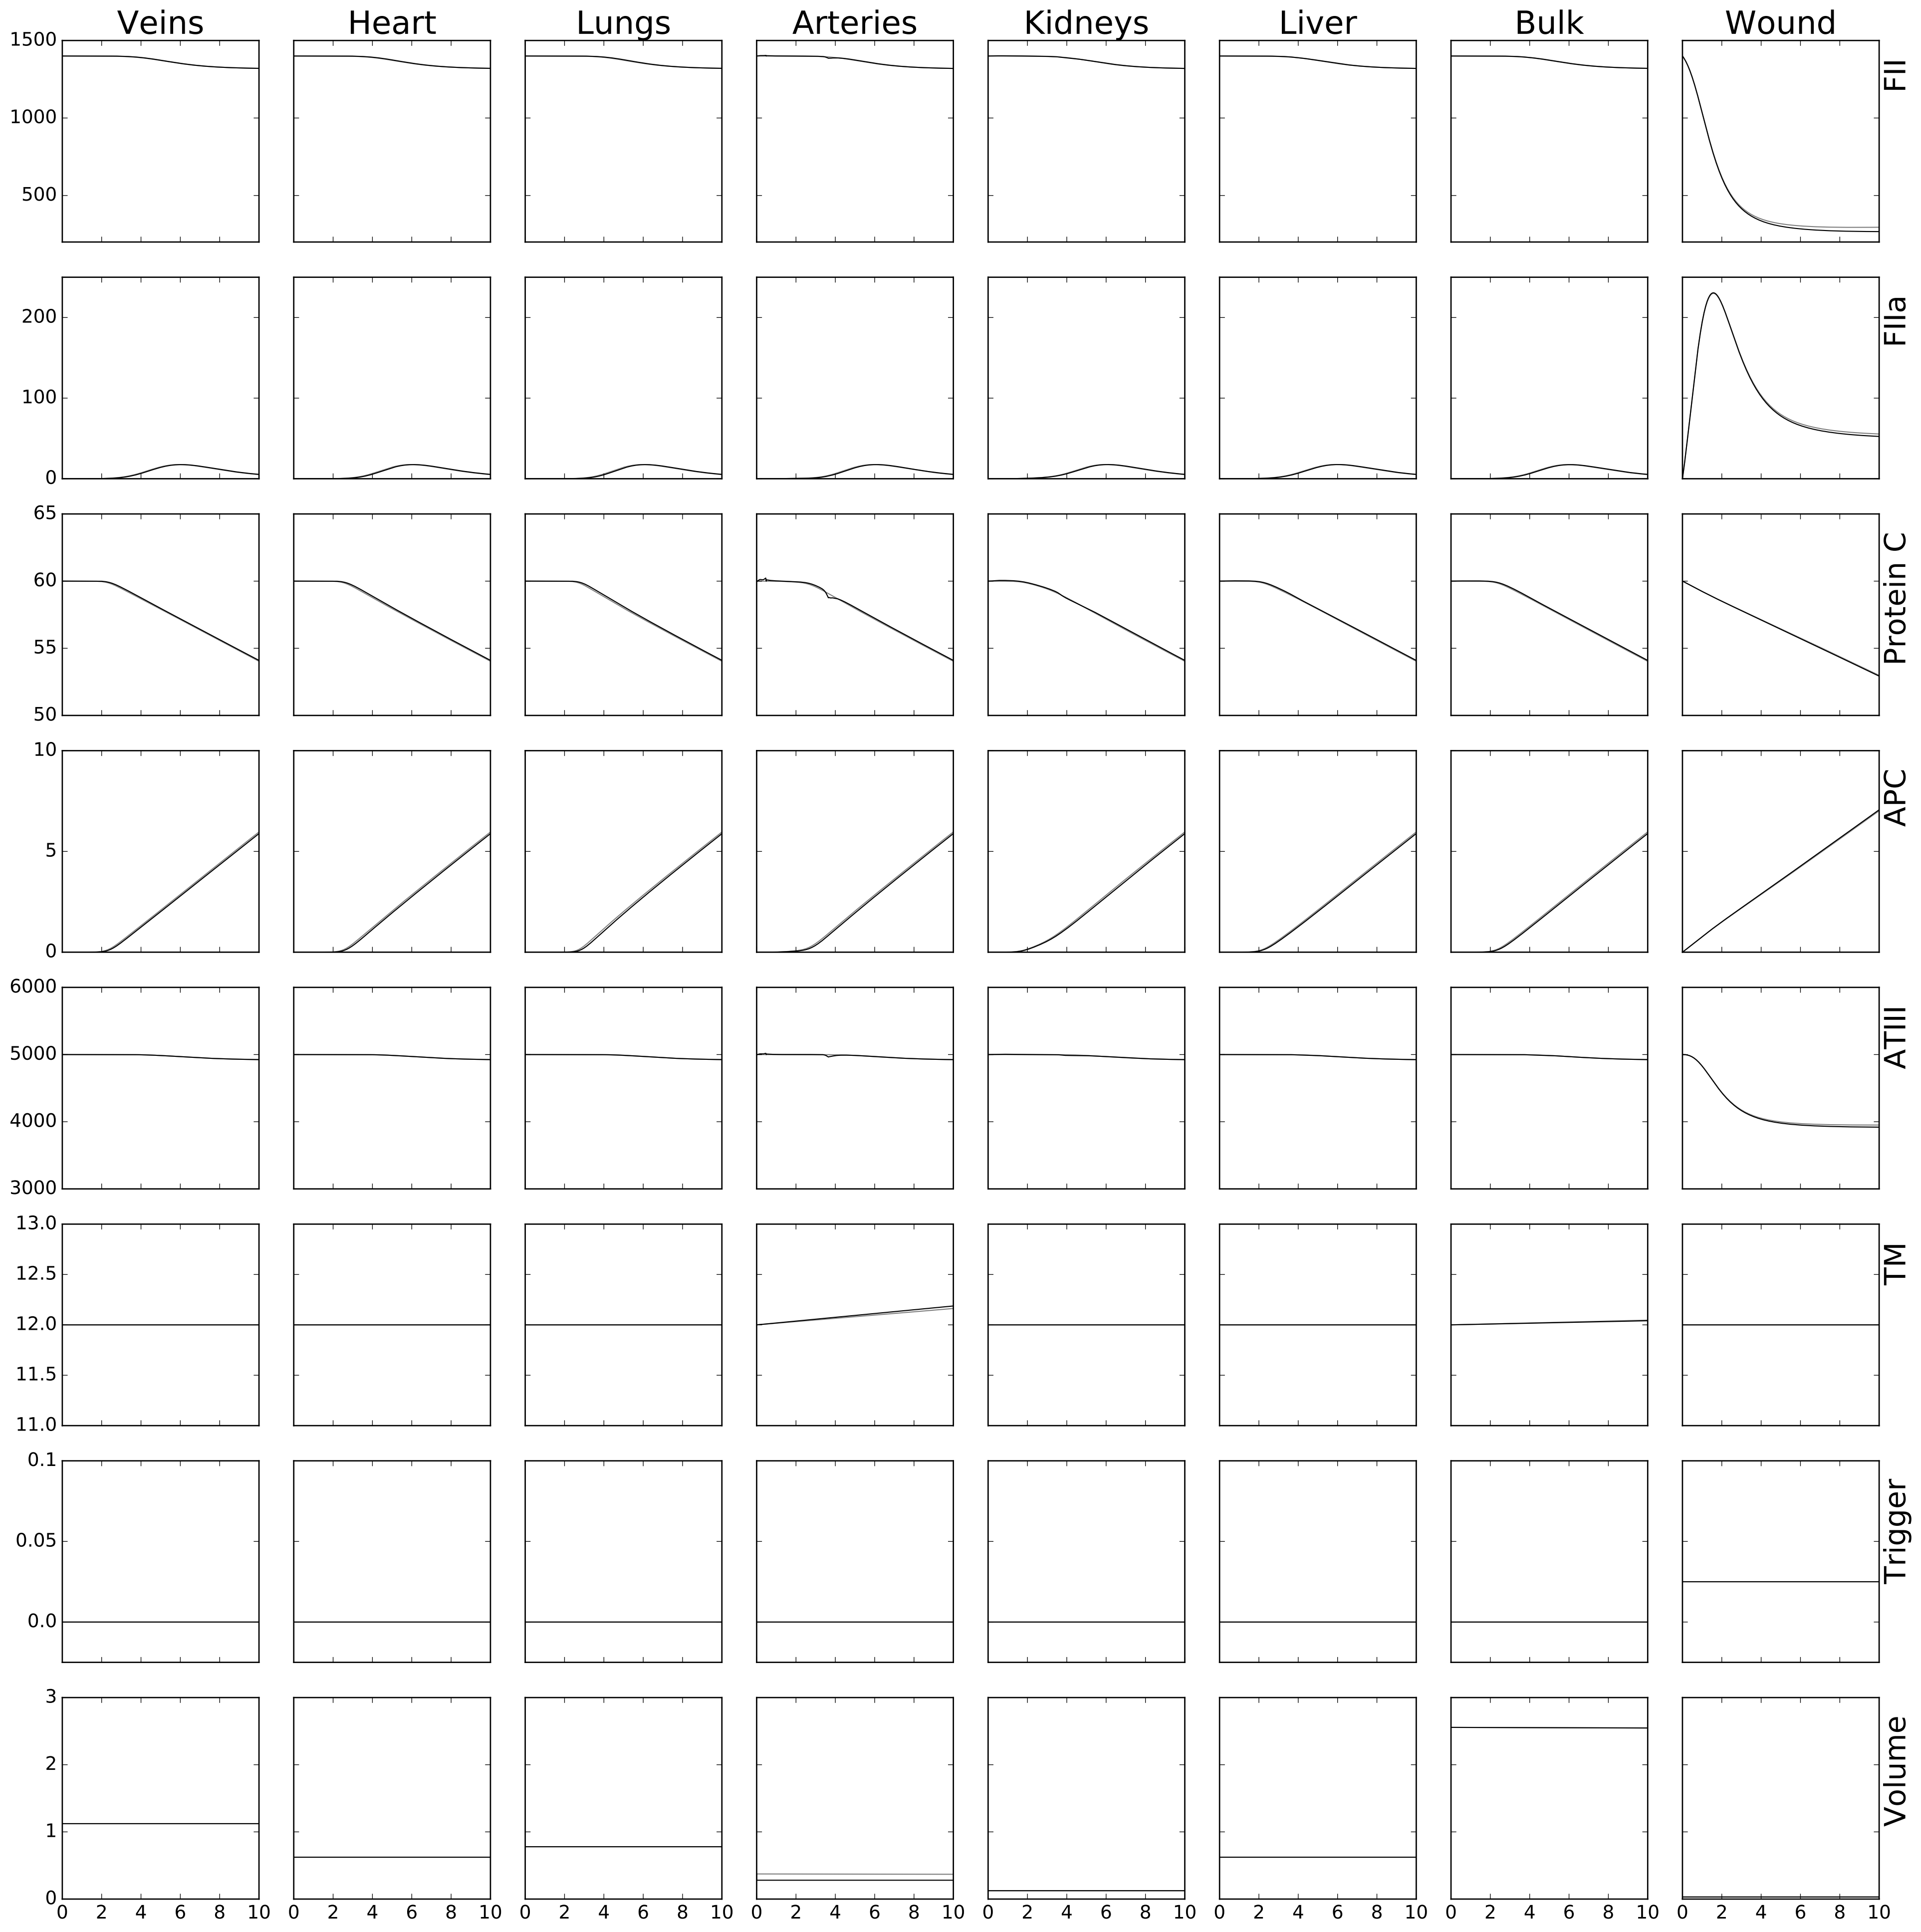 Veins Heart Lungs Arteries Kidneys Liver Bulk Wound
1500
1000
500
FII
200
100
0
FIIa
65
60
55
50
Protein C
10
5
0
APC
6000
5000
4000
3000
ATIII
13.0
12.5
12.0
11.5
11.0
TM
0.1
0.05
0.0
Trigger
3
2
1
0
Volume
0 2 4 6 8 10 0 2 4 6 8 10 0 2 4 6 8 10 0 2 4 6 8 10 0 2 4 6 8 10 0 2 4 6 8 10 0 2 4 6 8 10 0 2 4 6 8 10